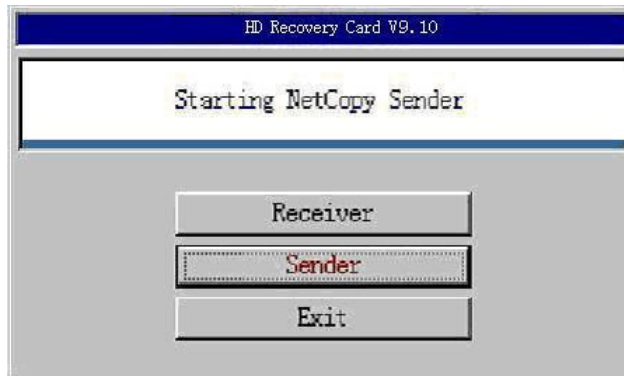 HD Recovery Card V9.10
Starting NetCopy Sender
Receiver
Sender
Exit